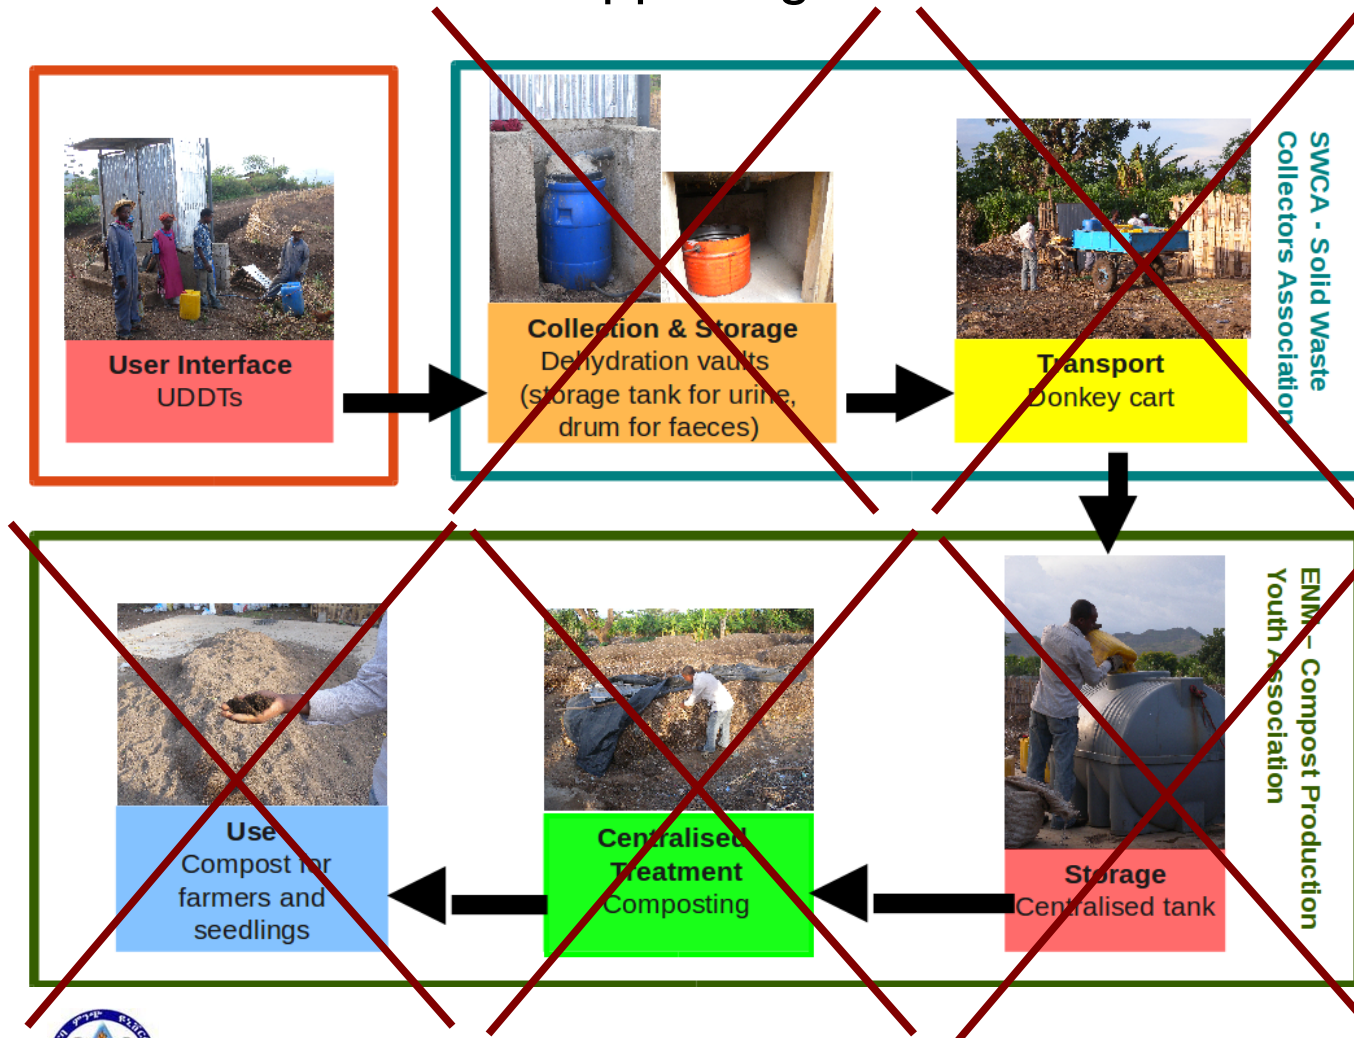 User Interface
UDDTs
Collection & Storage
Dehydration vaults
(storage tank for urine,
drum for faeces)
Transport
Donkey cart
SWCA - Solid Waste
Collectors Association
Use
Compost for
farmers and
seedlings
Centralised
Treatment
Composting
Storage
Centralised tank
ENM – Compost Production
Youth Association